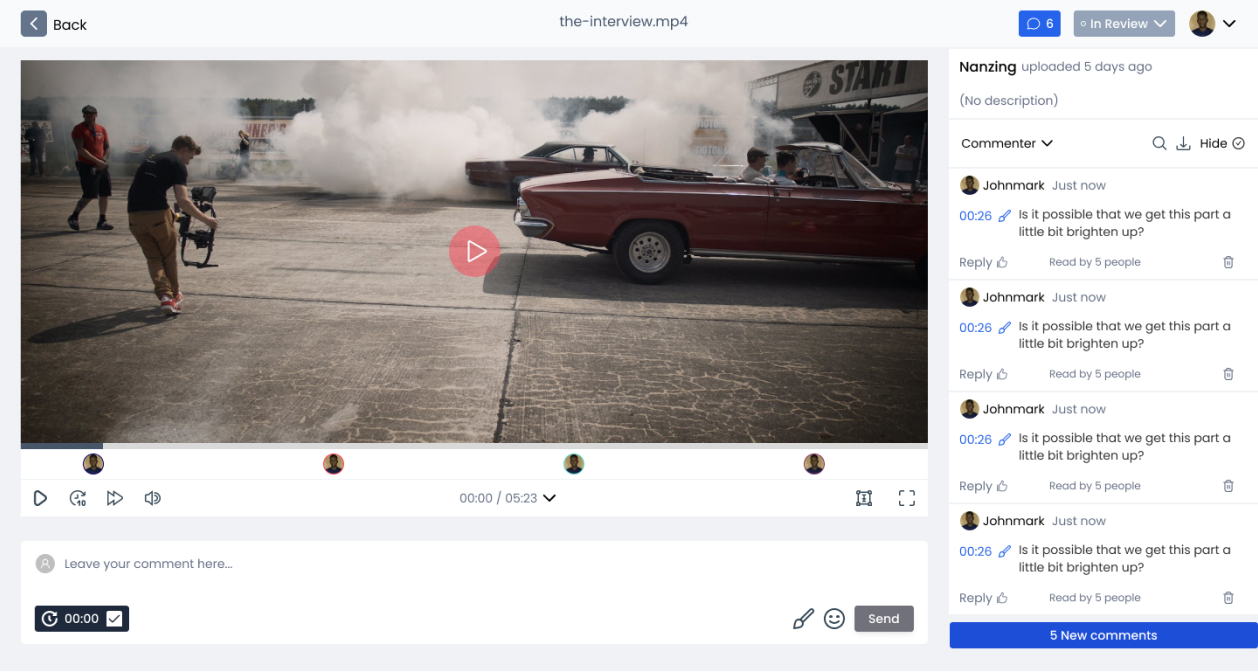 Back
the-interview.mp4
6
In Review
START
Nanzing uploaded 5 days ago
(No description)
Commenter
Hide
Johnmark Just now
00:26 Is it possible that we get this part a
little bit brighten up?
Reply
Read by 5 people
Johnmark Just now
00:26 Is it possible that we get this part a
little bit brighten up?
Reply
Read by 5 people
Johnmark Just now
00:26 Is it possible that we get this part a
little bit brighten up?
Reply
Read by 5 people
Johnmark Just now
00:26 Is it possible that we get this part a
little bit brighten up?
Reply
Read by 5 people
5 New comments
10
00:00 / 05:23
Leave your comment here...
00:00
Send